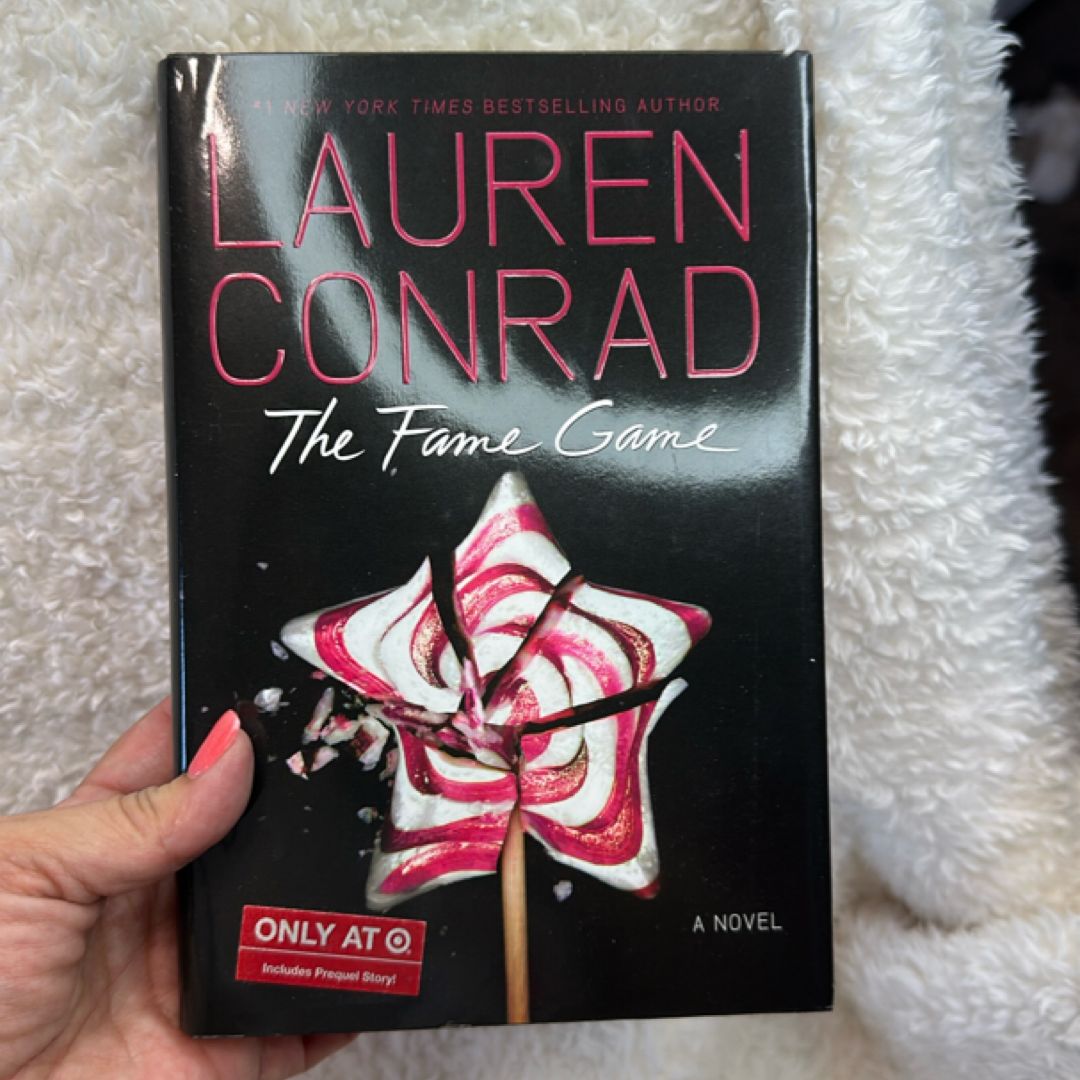 #1 NEW YORK TIMES BESTSELLING AUTHOR
LAUREN
CONRAD
The Fame Game
A NOVEL
ONLY AT
Includes Prequel Story!